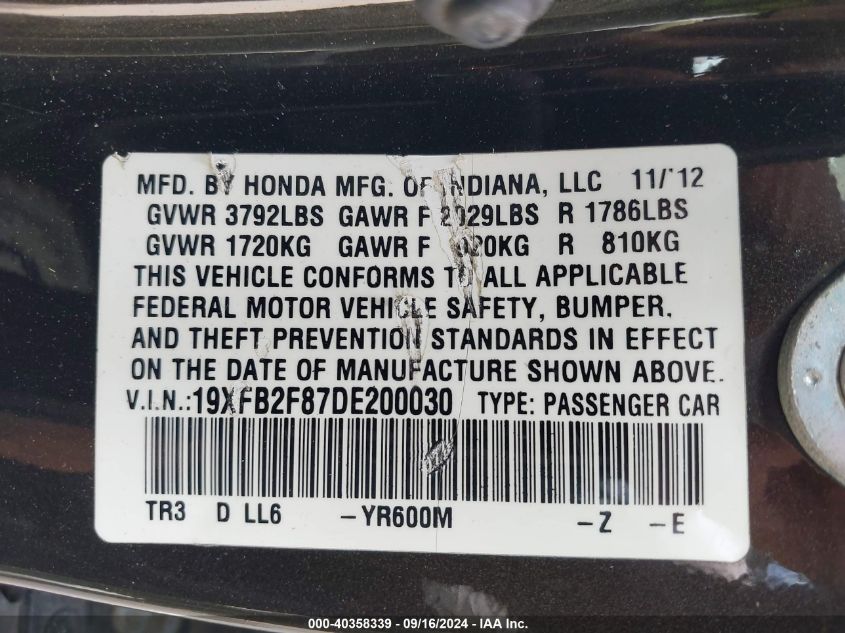 MFD. BY HONDA MFG. OF INDIANA, LLC 11/12
GVWR 3792LBS GAWR F 2029LBS R 1786LBS
GVWR 1720KG GAWR F R 810KG
THIS VEHICLE CONFORMS TO ALL APPLICABLE
FEDERAL MOTOR VEHICLE SAFETY, BUMPER,
AND THEFT PREVENTION STANDARDS IN EFFECT
ON THE DATE OF MANUFACTURE SHOWN ABOVE.
V.I.N.:19XFB2F87DE200030 TYPE: PASSENGER CAR
TR3 D LL6 -YR600M -Z -E
000-40358339 - 09/16/2024 - IAA Inc.